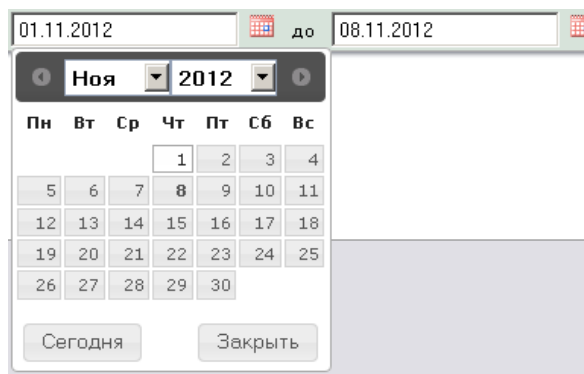 01.11.2012 до 08.11.2012
Ноя 2012
Пн Вт Ср Чт Пт Сб Вс
1 2 3 4
5 6 7 8 9 10 11
12 13 14 15 16 17 18
19 20 21 22 23 24 25
26 27 28 29 30
Сегодня Закрыть